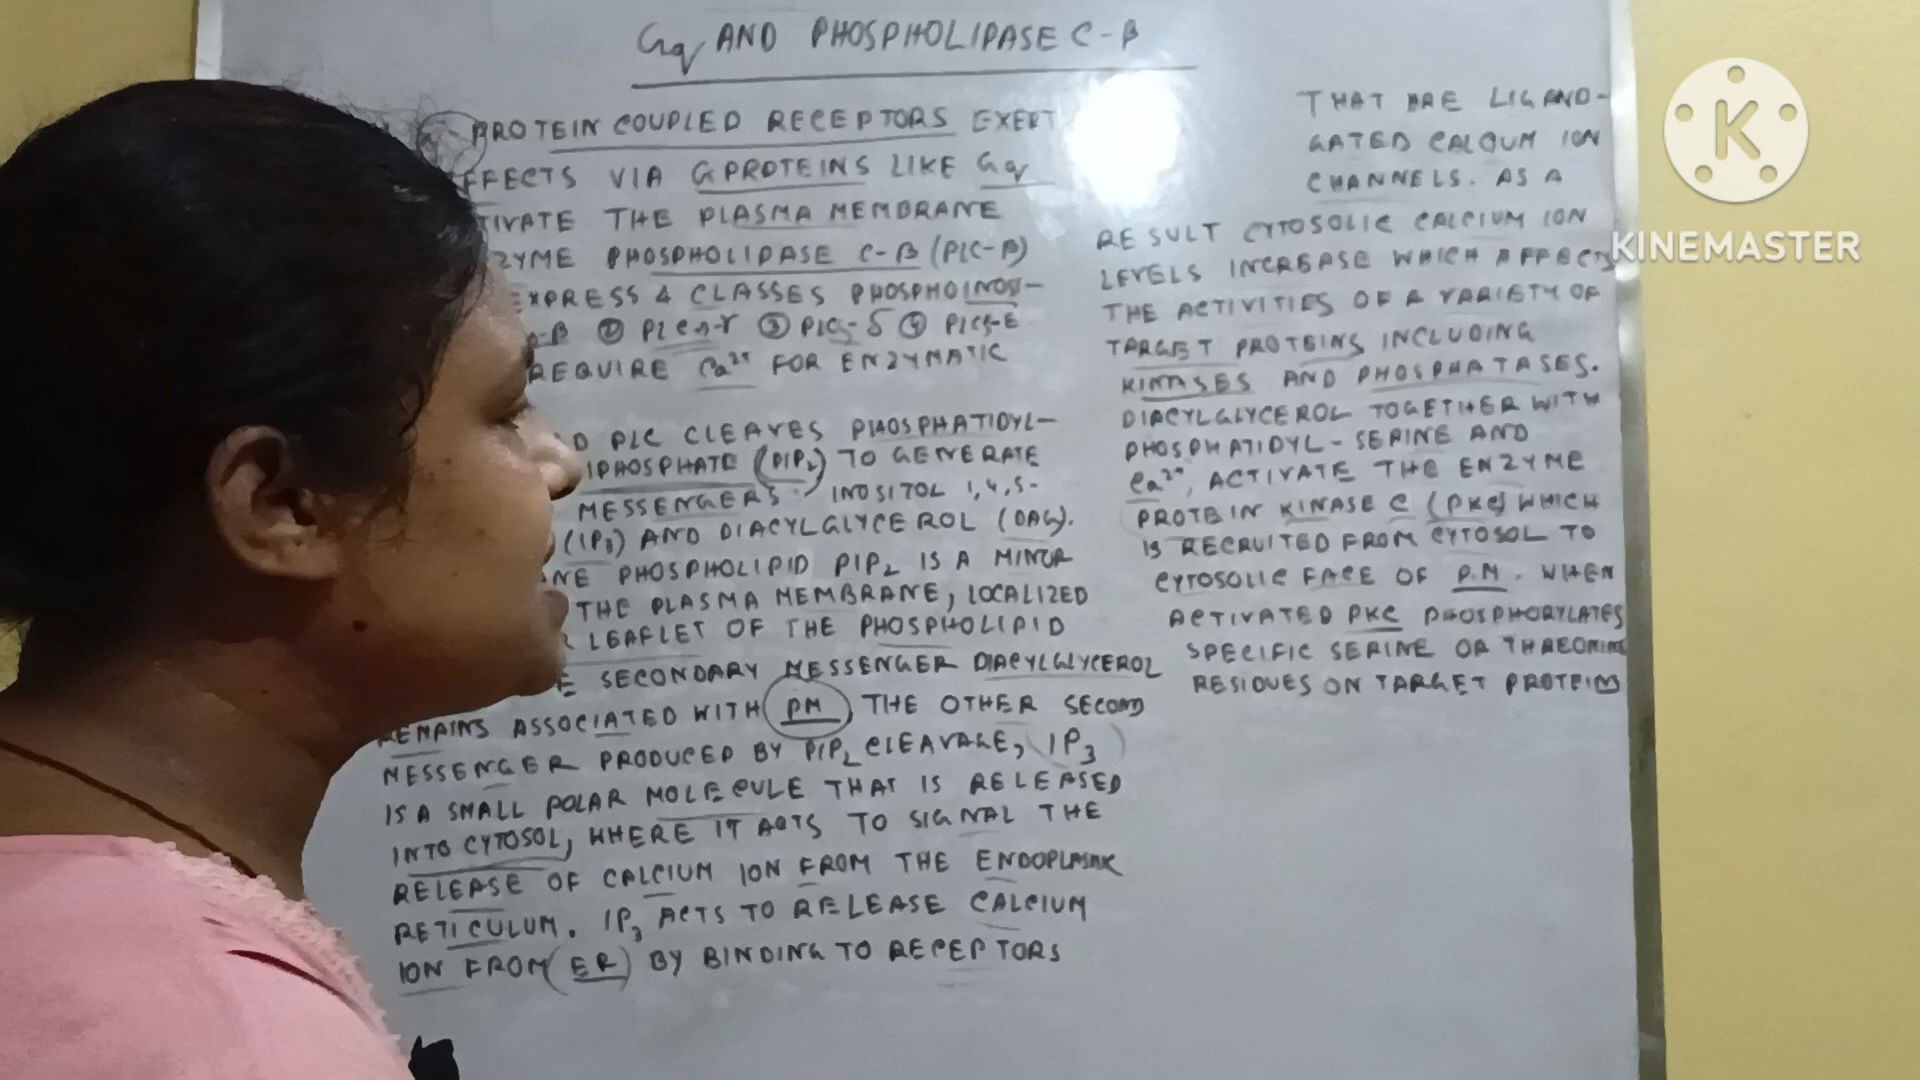 Gq AND PHOSPHOLIPASE C-β
PROTEIN COUPLED RECEPTORS EXERT
FFECTS VIA G PROTEINS LIKE Gq
TIVATE THE PLASMA MEMBRANE
ZYME PHOSPHOLIPASE C-β (PLC-β)
EXPRESS 4 CLASSES PHOSPHOINOSI-
-β ② ③ PLC-δ ④
REQUIRE Ca²⁺ FOR ENZYMATIC
D PLC CLEAVES PHOSPHATIDYL-
IPHOSPHATE (PIP₂) TO GENERATE
MESSENGERS: INOSITOL 1,4,5-
(IP₃) AND DIACYLGLYCEROL (DAG).
NE PHOSPHOLIPID PIP₂ IS A MINOR
THE PLASMA MEMBRANE, LOCALIZED
R LEAFLET OF THE PHOSPHOLIPID
E SECONDARY MESSENGER DIACYLGLYCEROL
REMAINS ASSOCIATED WITH PM, THE OTHER SECOND
MESSENGER PRODUCED BY PIP₂ CLEAVAGE, IP₃
IS A SMALL POLAR MOLECULE THAT IS RELEASED
INTO CYTOSOL, WHERE IT ACTS TO SIGNAL THE
RELEASE OF CALCIUM ION FROM THE ENDOPLASMIC
RETICULUM. IP₃ ACTS TO RELEASE CALCIUM
ION FROM (ER) BY BINDING TO RECEPTORS
THAT ARE LIGAND-
GATED CALCIUM ION
CHANNELS. AS A
RESULT CYTOSOLIC CALCIUM ION
LEVELS INCREASE WHICH AFFECTS
THE ACTIVITIES OF A VARIETY OF
TARGET PROTEINS INCLUDING
KINASES AND PHOSPHATASES.
DIACYLGLYCEROL TOGETHER WITH
PHOSPHATIDYL-SERINE AND
Ca²⁺, ACTIVATE THE ENZYME
PROTEIN KINASE C (PKC) WHICH
IS RECRUITED FROM CYTOSOL TO
CYTOSOLIC FACE OF P.M. WHEN
ACTIVATED PKC PHOSPHORYLATES
SPECIFIC SERINE OR THREONINE
RESIDUES ON TARGET PROTEINS
K
KINEMASTER